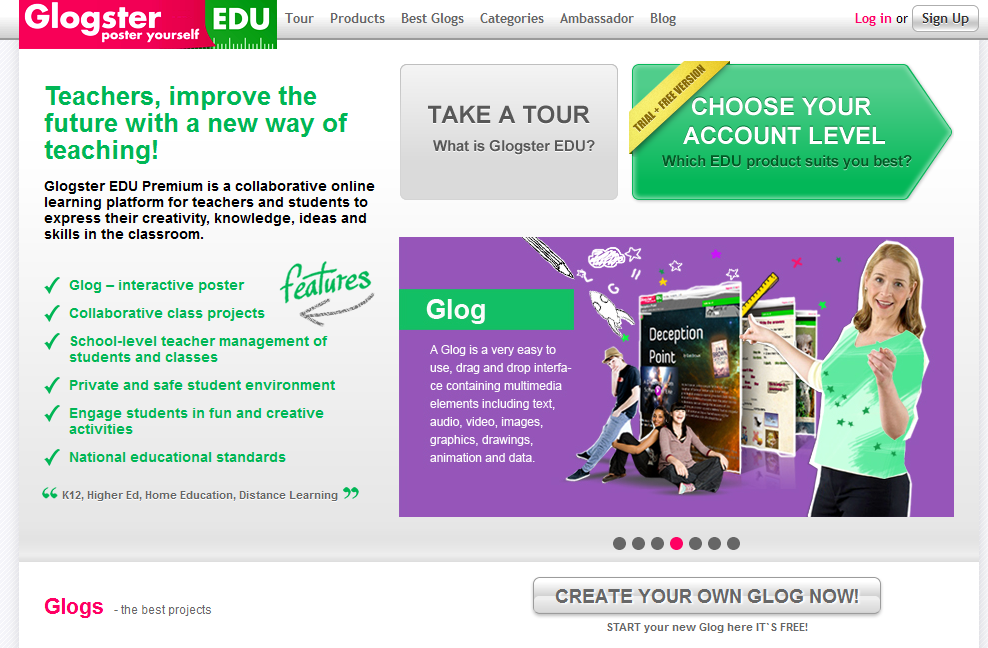 Glogster EDU
poster yourself
Tour Products Best Glogs Categories Ambassador Blog
Log in or Sign Up
Teachers, improve the
future with a new way of
teaching!
Glogster EDU Premium is a collaborative online
learning platform for teachers and students to
express their creativity, knowledge, ideas and
skills in the classroom.
features
Glog – interactive poster
Collaborative class projects
School-level teacher management of
students and classes
Private and safe student environment
Engage students in fun and creative
activities
National educational standards
“ K12, Higher Ed, Home Education, Distance Learning ”
TAKE A TOUR
What is Glogster EDU?
TRIAL + FREE VERSION
CHOOSE YOUR
ACCOUNT LEVEL
Which EDU product suits you best?
Glog
A Glog is a very easy to
use, drag and drop interfa-
ce containing multimedia
elements including text,
audio, video, images,
graphics, drawings,
animation and data.
Deception
Point
Glogs - the best projects
CREATE YOUR OWN GLOG NOW!
START your new Glog here IT`S FREE!